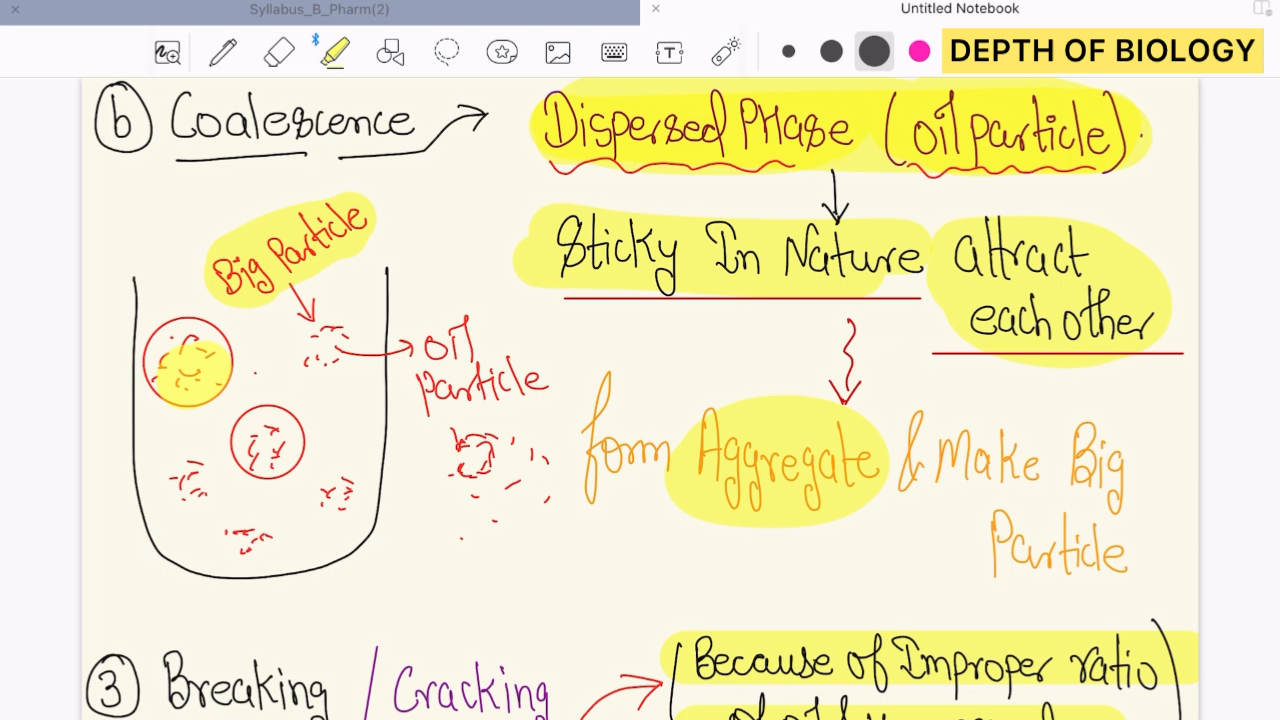 Syllabus_B_Pharm(2)
Untitled Notebook
DEPTH OF BIOLOGY
b Coalescence
Dispersed PHase (oil particle).
Sticky In Nature attract
each other
Big Particle
oil
particle
form Aggregate & Make Big
Particle
3 Breaking / Cracking
(Because of Improper ratio